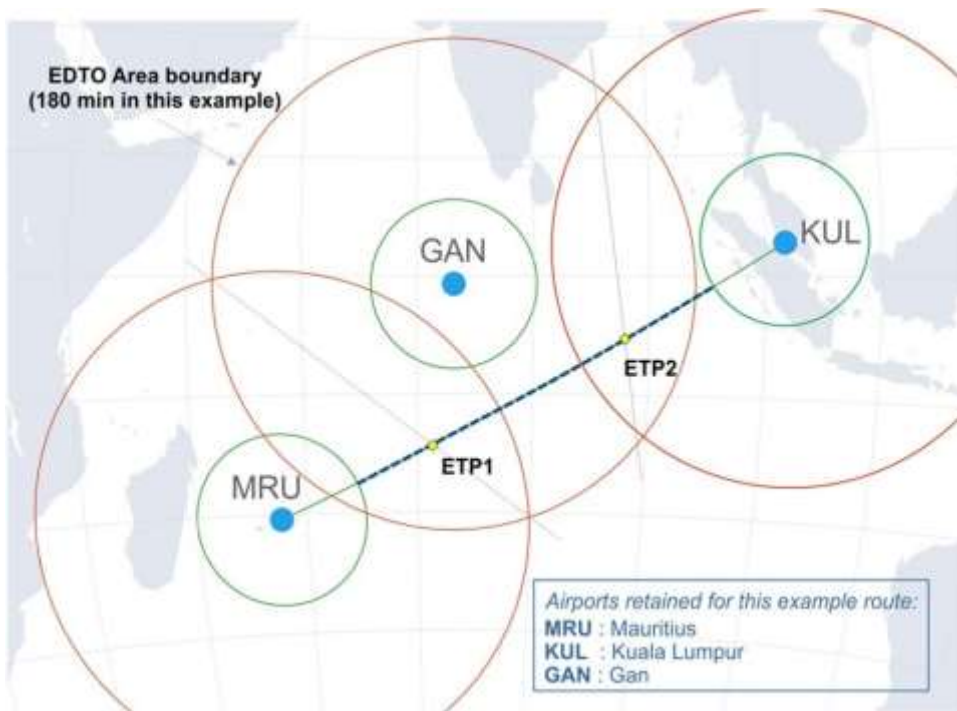 EDTO Area boundary
(180 min in this example)
GAN
KUL
ETP2
ETP1
MRU
Airports retained for this example route:
MRU : Mauritius
KUL : Kuala Lumpur
GAN : Gan